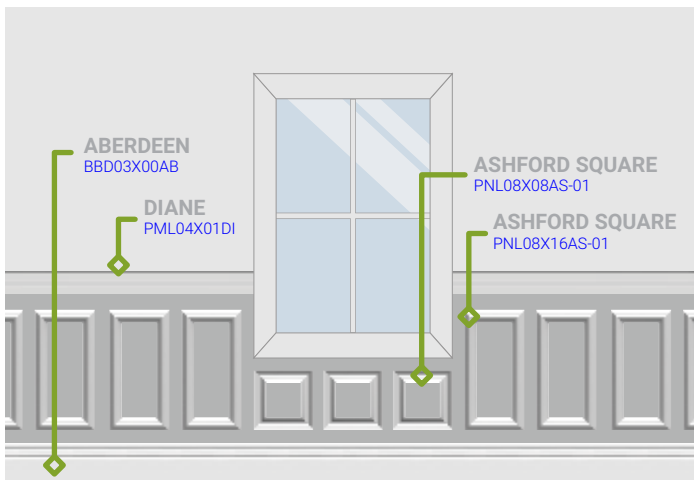 ABERDEEN
BBD03X00AB
DIANE
PML04X01DI
ASHFORD SQUARE
PNL08X08AS-01
ASHFORD SQUARE
PNL08X16AS-01